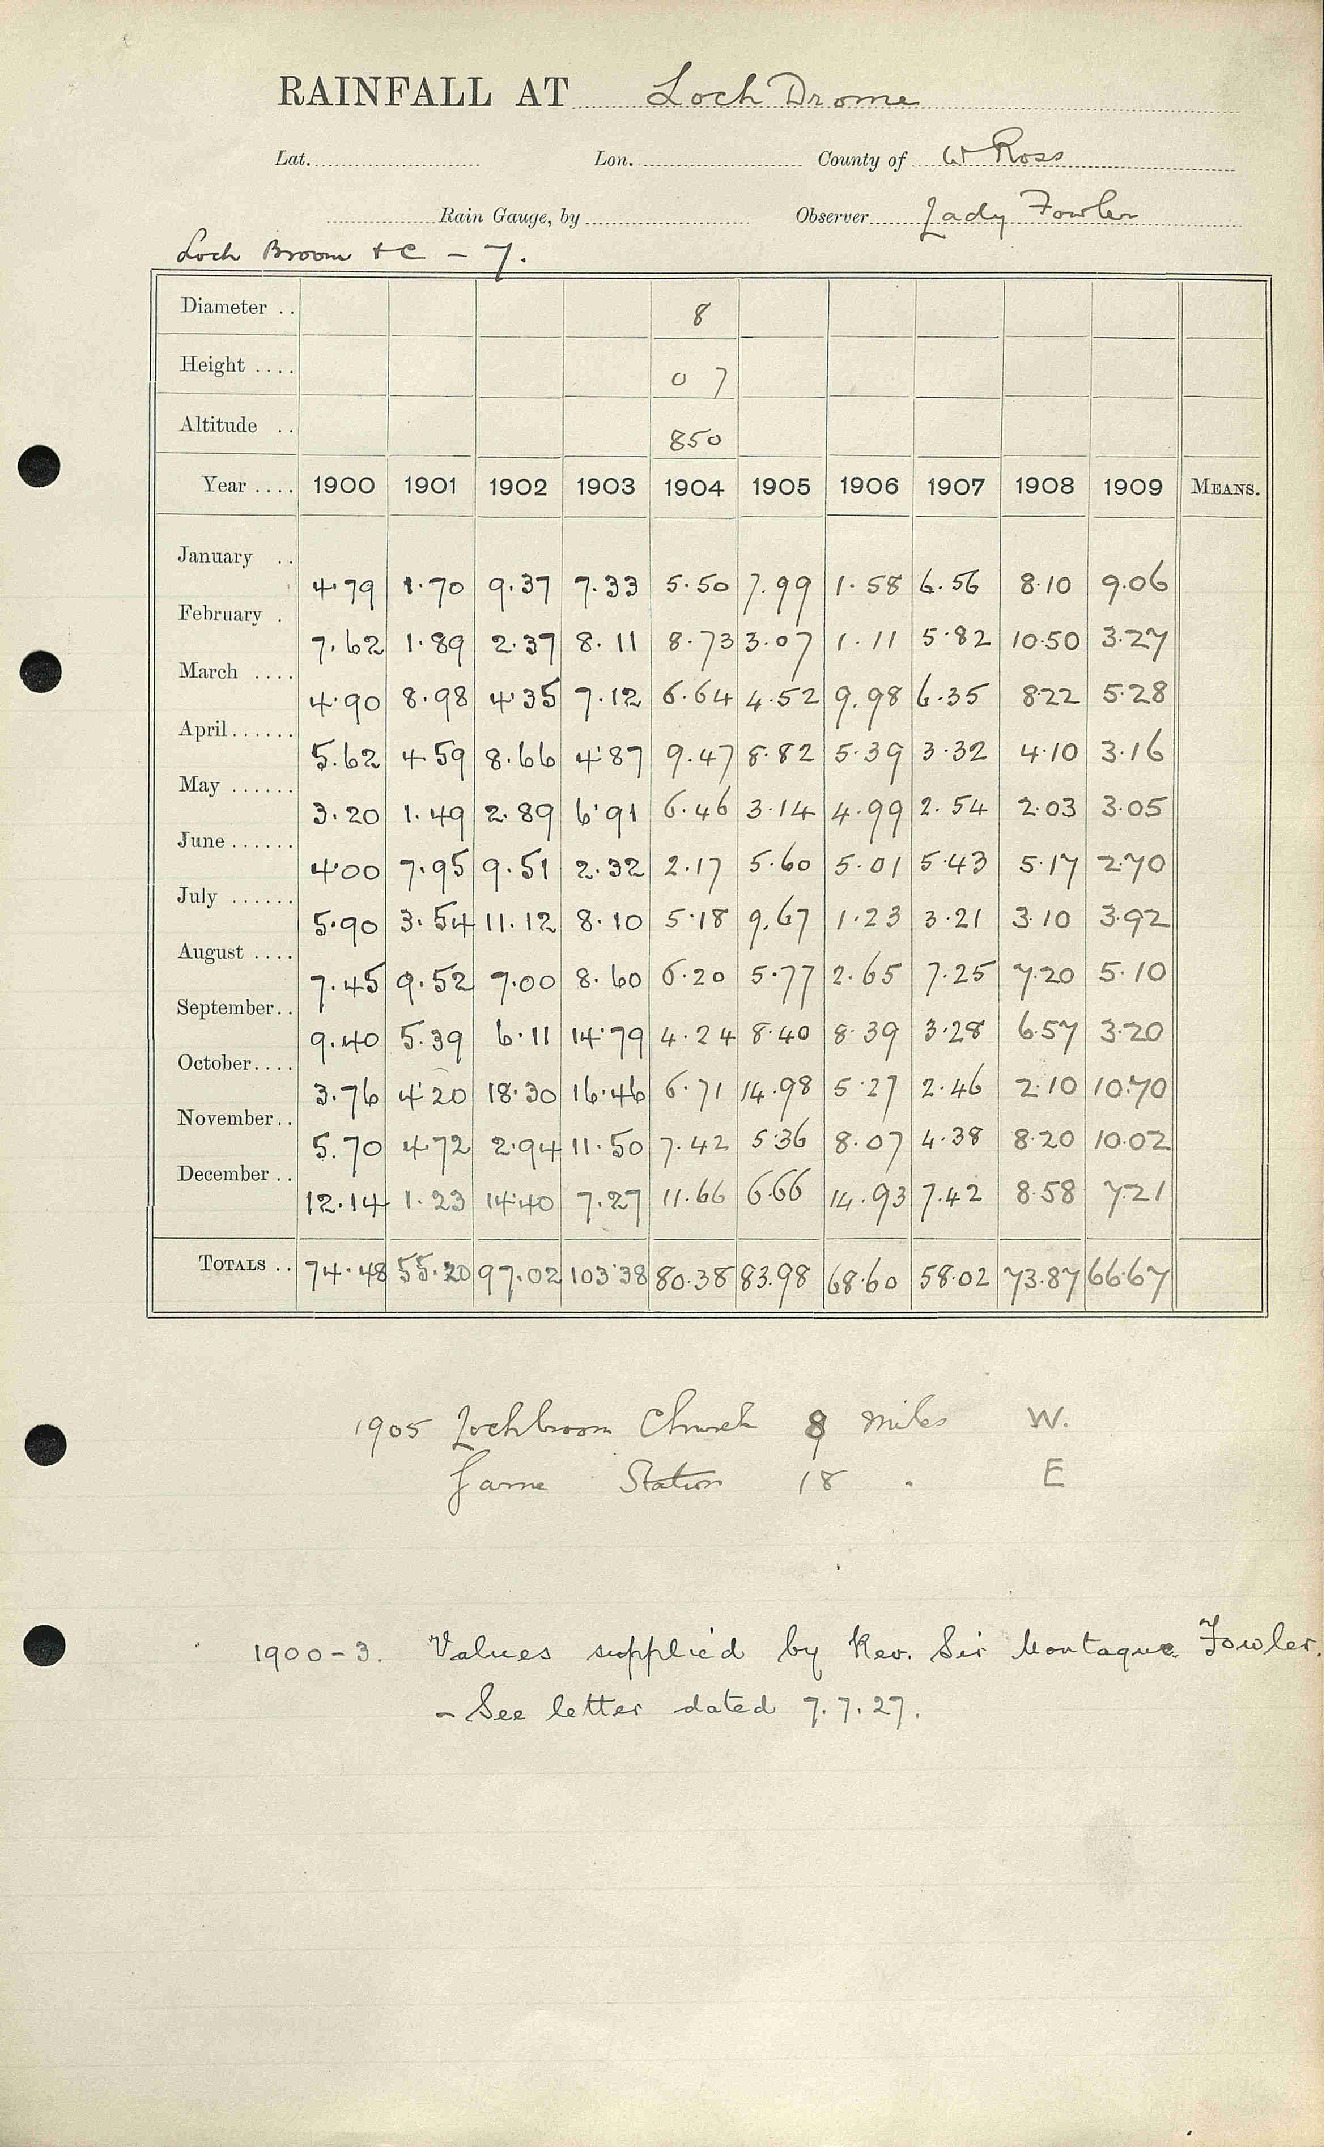 RAINFALL AT Loch Drome
Lat. Lon. County of W Ross
Rain Gauge, by Observer Lady Fowler
Loch Broom &C - 7.
Diameter .. 8
Height .... 0 7
Altitude .. 850
Year .... 1900 1901 1902 1903 1904 1905 1906 1907 1908 1909 MEANS.
January .. 4.79 1.70 9.37 7.33 5.50 7.99 1.58 6.56 8.10 9.06
February . 7.62 1.89 2.37 8.11 8.73 3.07 1.11 5.82 10.50 3.27
March .... 4.90 8.98 4.35 7.12 6.64 4.52 9.98 6.35 8.22 5.28
April...... 5.62 4.59 8.66 4.87 9.47 8.82 5.39 3.32 4.10 3.16
May ...... 3.20 1.49 2.89 6.91 6.46 3.14 4.99 2.54 2.03 3.05
June...... 4.00 7.95 9.51 2.32 2.17 5.60 5.01 5.43 5.17 2.70
July ...... 5.90 3.54 11.12 8.10 5.18 9.67 1.23 3.21 3.10 3.92
August .... 7.45 9.52 7.00 8.60 6.20 5.77 2.65 7.25 7.20 5.10
September.. 9.40 5.39 6.11 14.79 4.24 8.40 8.39 3.28 6.57 3.20
October.... 3.76 4.20 18.30 16.46 6.71 14.98 5.27 2.46 2.10 10.70
November.. 5.70 4.72 2.94 11.50 7.42 5.36 8.07 4.38 8.20 10.02
December .. 12.14 1.23 14.40 7.27 11.66 6.66 14.93 7.42 8.58 7.21
TOTALS .. 74.48 55.20 97.02 103.38 80.38 83.98 68.60 58.02 73.87 66.67
1905 Lochbroom Church 8 miles W.
Garve Station 18 . E
1900-3. Values supplied by Rev. Sir Montague Fowler.
- See letter dated 7.7.27.